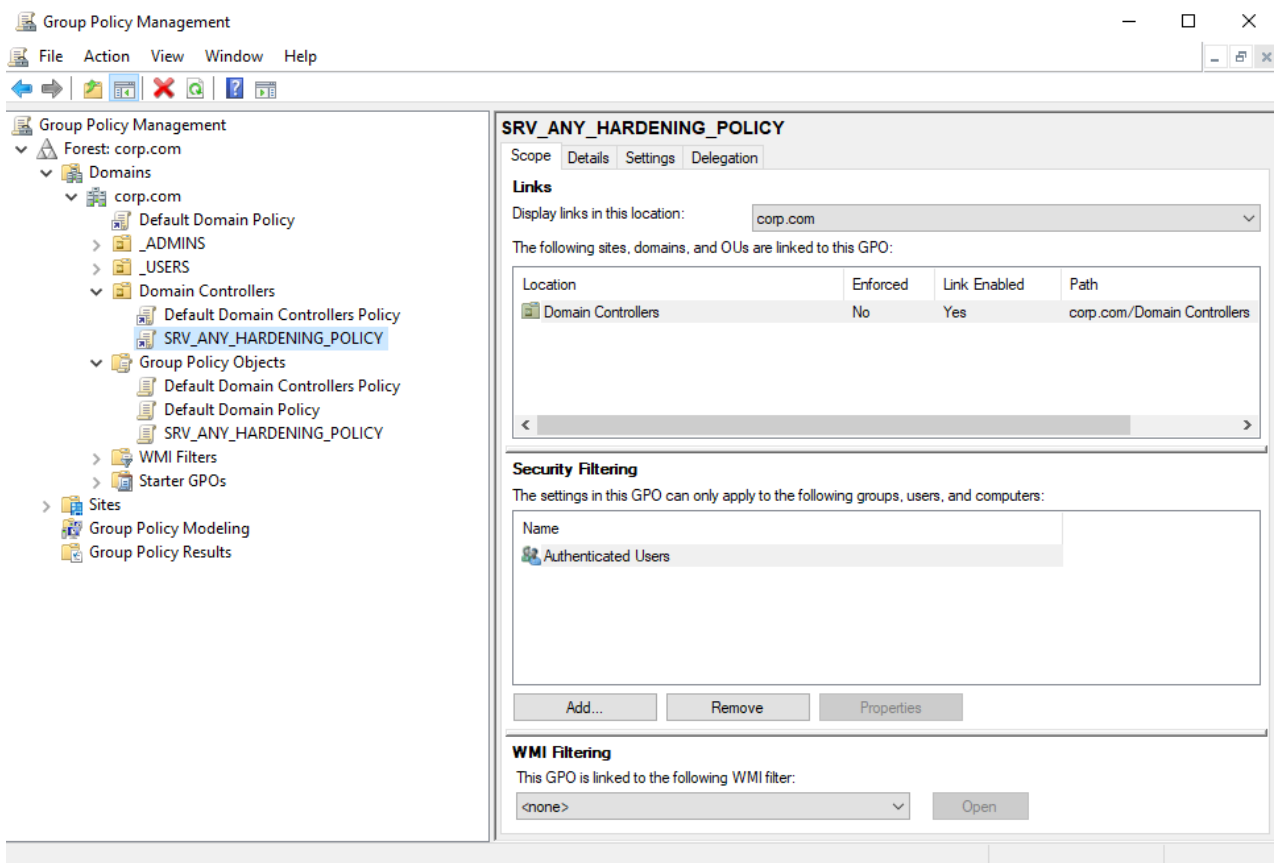 Group Policy Management
File Action View Window Help
Group Policy Management
Forest: corp.com
Domains
corp.com
Default Domain Policy
_ADMINS
_USERS
Domain Controllers
Default Domain Controllers Policy
SRV_ANY_HARDENING_POLICY
Group Policy Objects
Default Domain Controllers Policy
Default Domain Policy
SRV_ANY_HARDENING_POLICY
WMI Filters
Starter GPOs
Sites
Group Policy Modeling
Group Policy Results
SRV_ANY_HARDENING_POLICY
Scope Details Settings Delegation
Links
Display links in this location: corp.com
The following sites, domains, and OUs are linked to this GPO:
Location Enforced Link Enabled Path
Domain Controllers No Yes corp.com/Domain Controllers
Security Filtering
The settings in this GPO can only apply to the following groups, users, and computers:
Name
Authenticated Users
Add... Remove Properties
WMI Filtering
This GPO is linked to the following WMI filter:
<none> Open